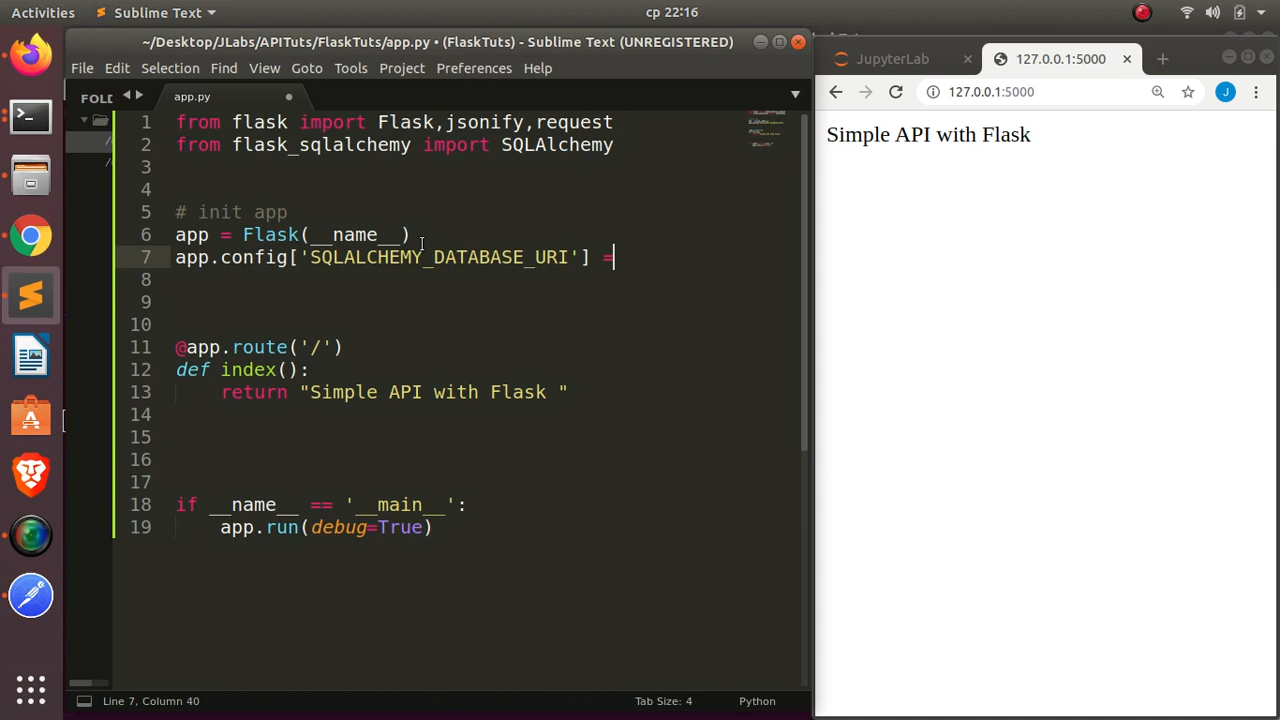 Activities
Sublime Text
ср 22:16
~/Desktop/JLabs/APITuts/FlaskTuts/app.py • (FlaskTuts) - Sublime Text (UNREGISTERED)
File Edit Selection Find View Goto Tools Project Preferences Help
FOLD
app.py
1 from flask import Flask,jsonify,request
2 from flask_sqlalchemy import SQLAlchemy
3
4
5 # init app
6 app = Flask(__name__)
7 app.config['SQLALCHEMY_DATABASE_URI'] =
8
9
10
11 @app.route('/')
12 def index():
13 return "Simple API with Flask "
14
15
16
17
18 if __name__ == '__main__':
19 app.run(debug=True)
Line 7, Column 40
Tab Size: 4
Python
JupyterLab
127.0.0.1:5000
127.0.0.1:5000
J
Simple API with Flask